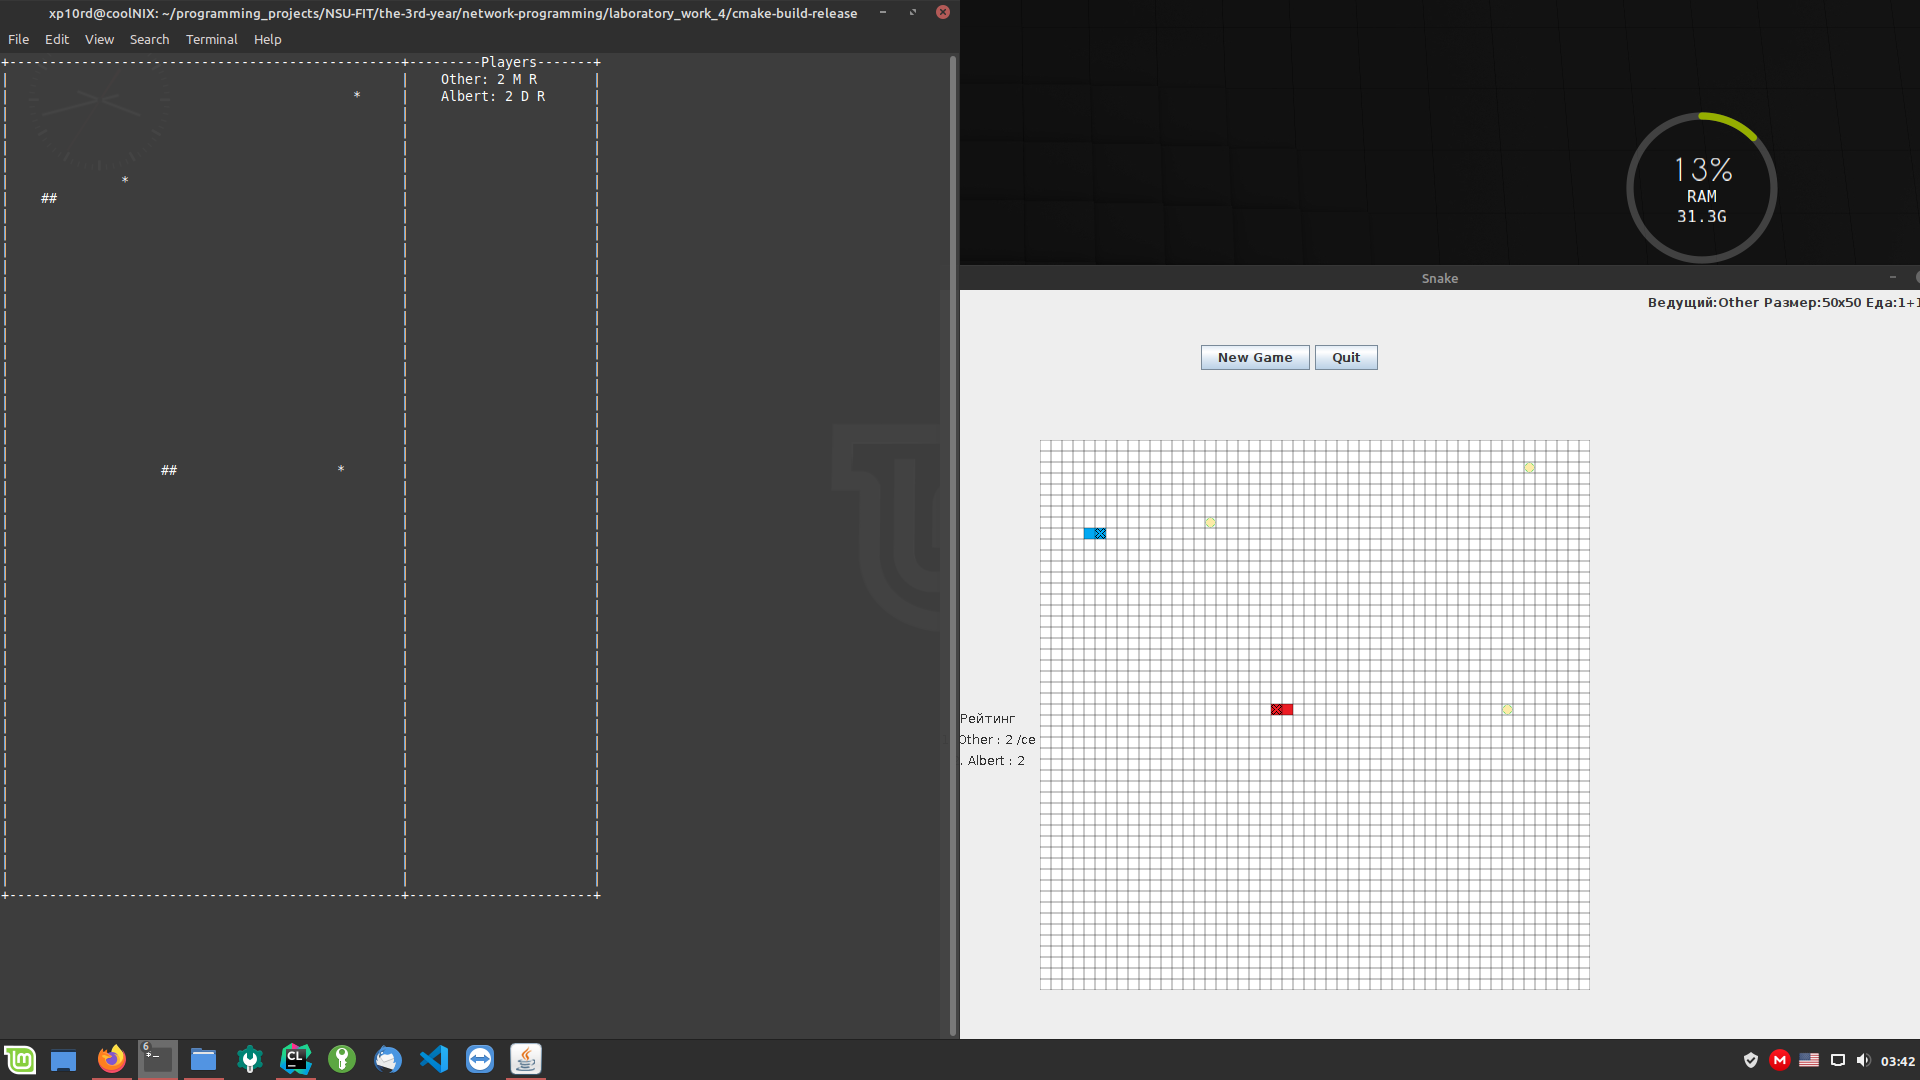 xp10rd@coolNIX: ~/programming_projects/NSU-FIT/the-3rd-year/network-programming/laboratory_work_4/cmake-build-release
File Edit View Search Terminal Help
+-------------------------------------------------+---------Players-------+
Other: 2 M R
* Albert: 2 D R
*
##
## *
+-------------------------------------------------+-----------------------+
13%
RAM
31.3G
Snake
Ведущий:Other Размер:50x50 Еда:1+1
New Game Quit
Рейтинг
Other : 2 /ce
. Albert : 2
6
CL
M
03:42